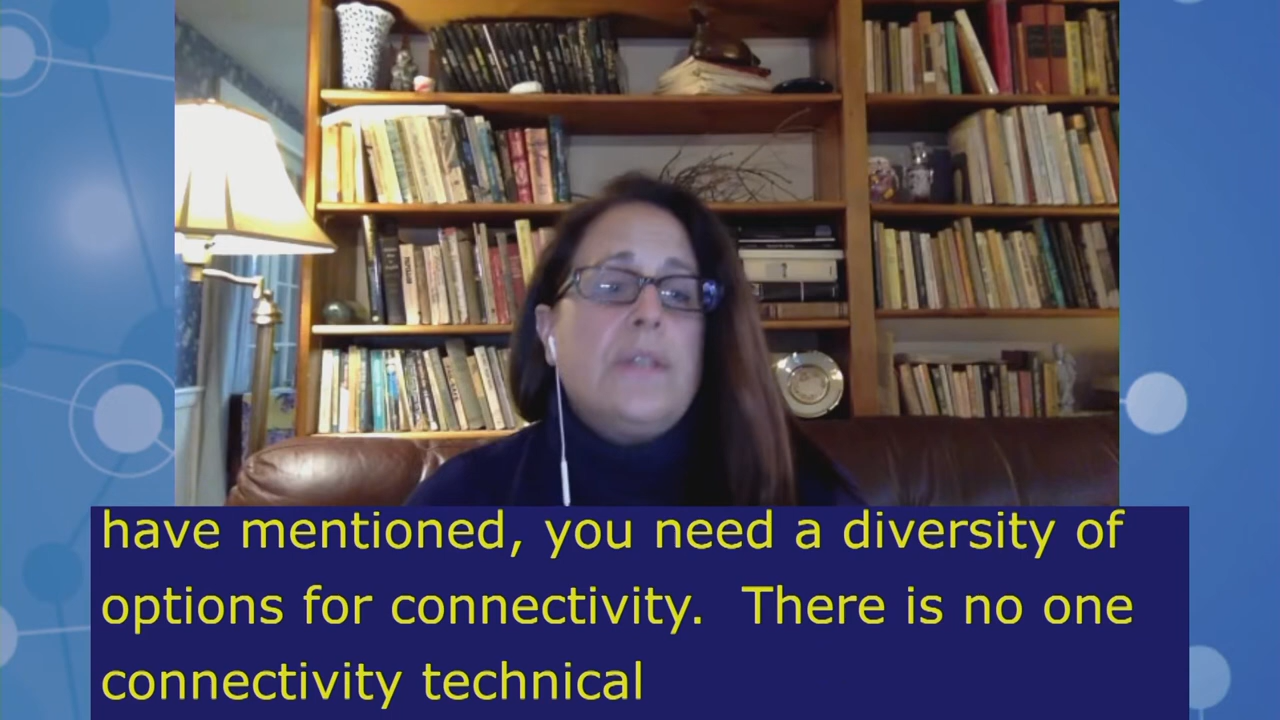 have mentioned, you need a diversity of
options for connectivity.  There is no one
connectivity technical